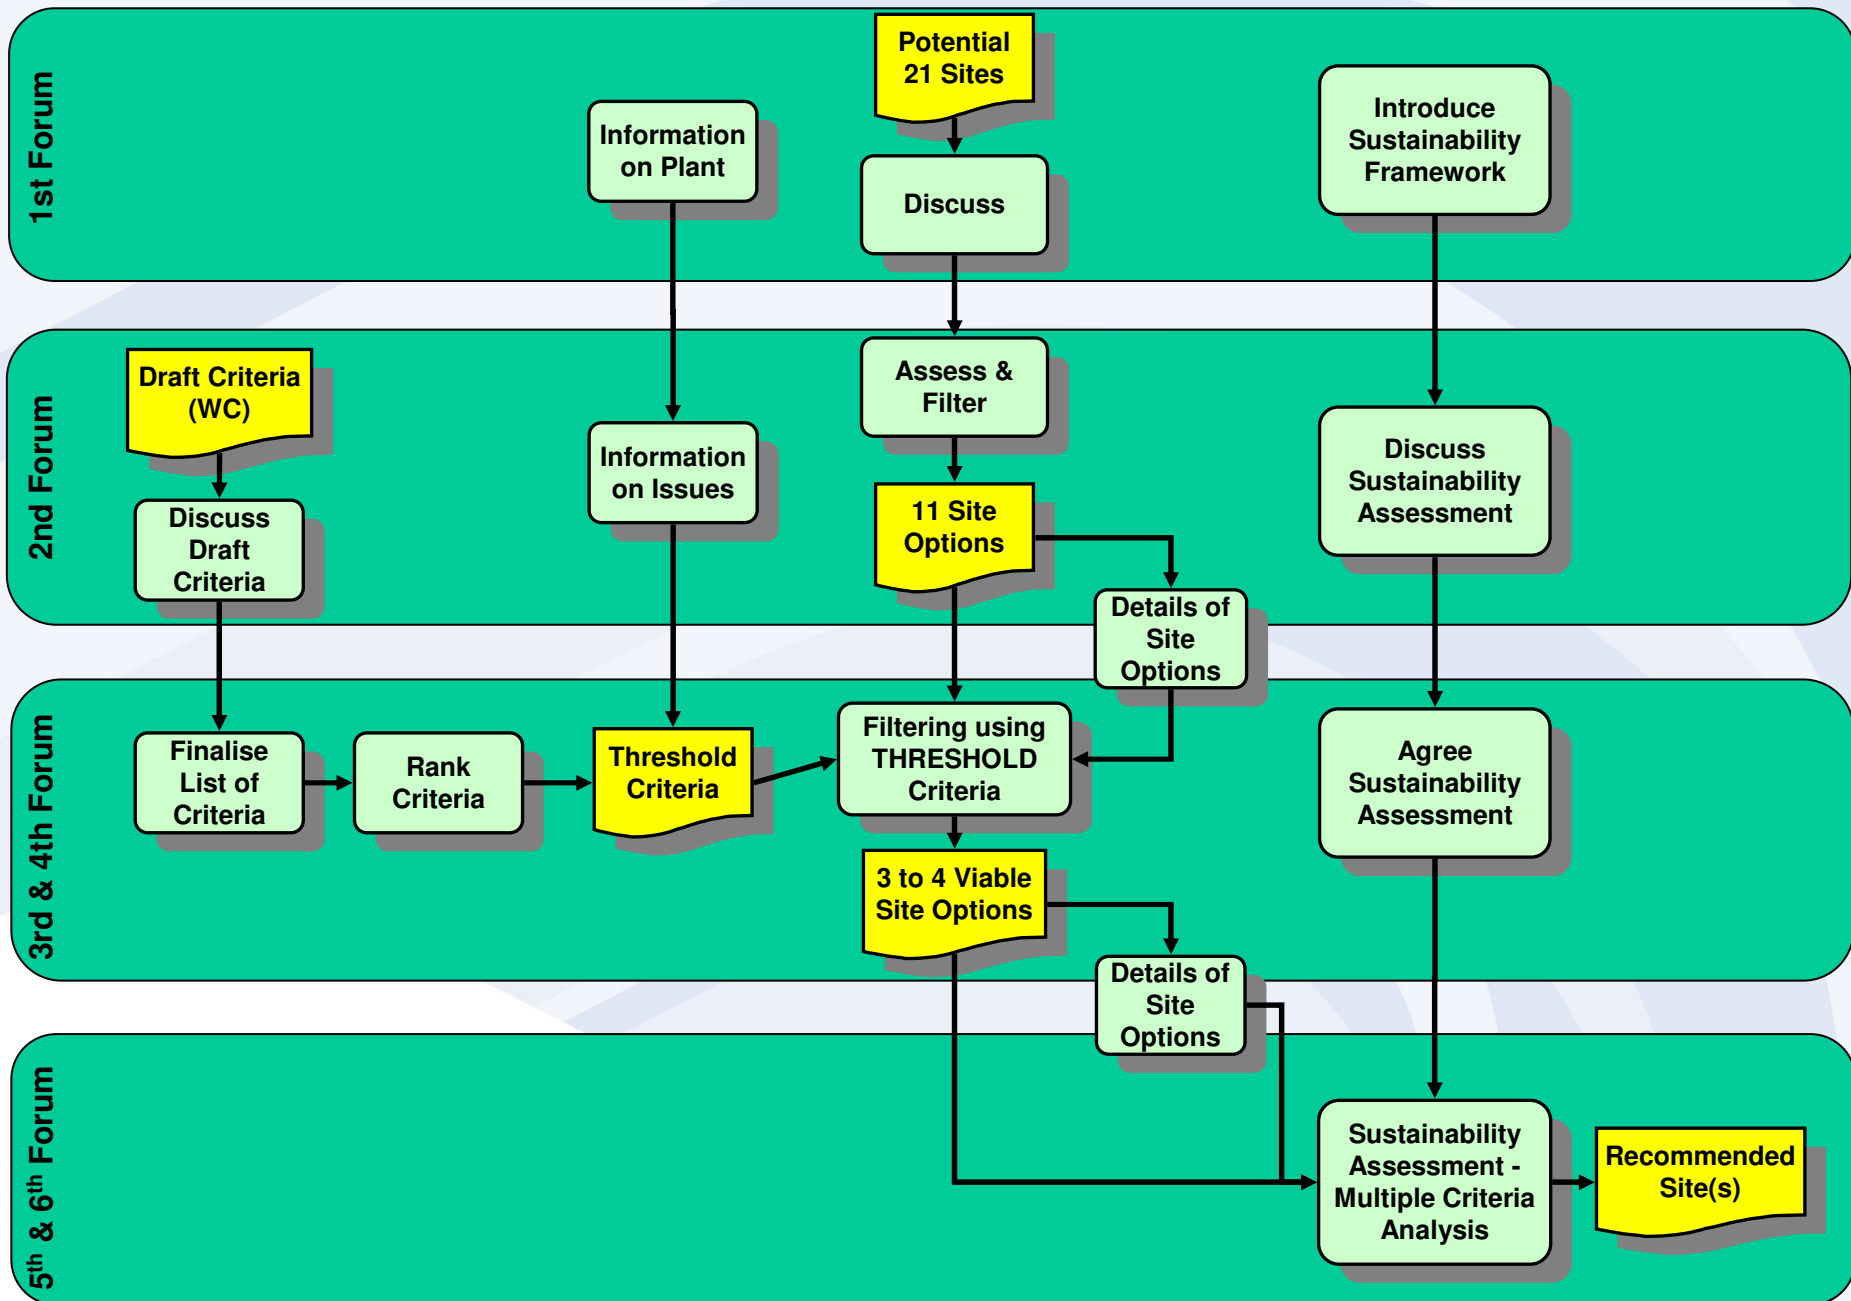 1st Forum
Potential
21 Sites
Information
on Plant
Discuss
Introduce
Sustainability
Framework
2nd Forum
Draft Criteria
(WC)
Discuss
Draft
Criteria
Information
on Issues
Assess &
Filter
11 Site
Options
Details of
Site
Options
Discuss
Sustainability
Assessment
3rd & 4th Forum
Finalise
List of
Criteria
Rank
Criteria
Threshold
Criteria
Filtering using
THRESHOLD
Criteria
3 to 4 Viable
Site Options
Details of
Site
Options
Agree
Sustainability
Assessment
5th & 6th Forum
Sustainability
Assessment -
Multiple Criteria
Analysis
Recommended
Site(s)